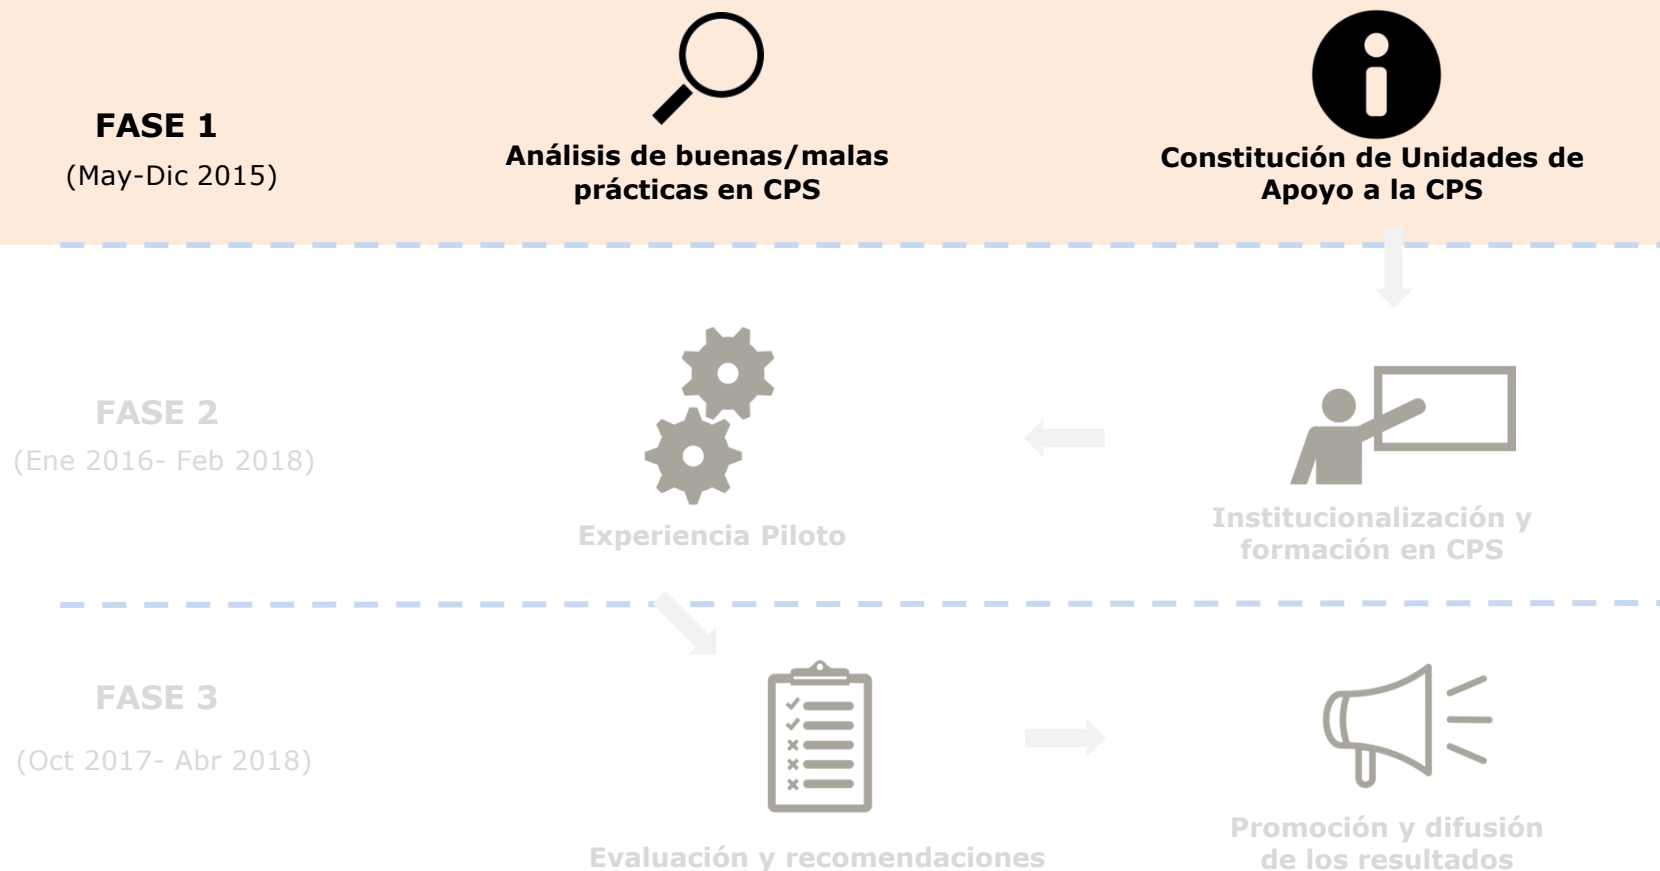 FASE 1
(May-Dic 2015)
Análisis de buenas/malas
prácticas en CPS
Constitución de Unidades de
Apoyo a la CPS
FASE 2
(Ene 2016- Feb 2018)
Experiencia Piloto
Institucionalización y
formación en CPS
FASE 3
(Oct 2017- Abr 2018)
Evaluación y recomendaciones
Promoción y difusión
de los resultados